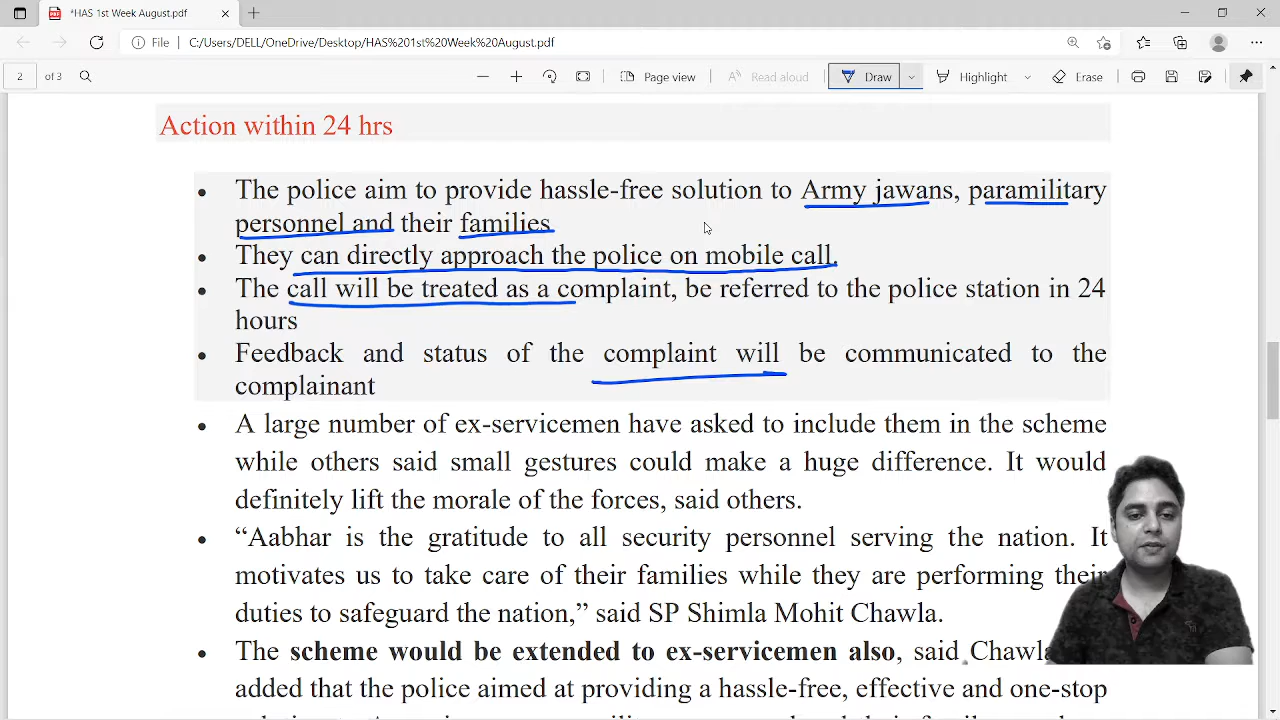 *HAS 1st Week August.pdf
File
C:/Users/DELL/OneDrive/Desktop/HAS%201st%20Week%20August.pdf
2 of 3
Page view
Read aloud
Draw
Highlight
Erase
Action within 24 hrs
• The police aim to provide hassle-free solution to Army jawans, paramilitary
personnel and their families
• They can directly approach the police on mobile call.
• The call will be treated as a complaint, be referred to the police station in 24
hours
• Feedback and status of the complaint will be communicated to the
complainant
• A large number of ex-servicemen have asked to include them in the scheme
while others said small gestures could make a huge difference. It would
definitely lift the morale of the forces, said others.
• “Aabhar is the gratitude to all security personnel serving the nation. It
motivates us to take care of their families while they are performing their
duties to safeguard the nation,” said SP Shimla Mohit Chawla.
• The scheme would be extended to ex-servicemen also, said Chawla
added that the police aimed at providing a hassle-free, effective and one-stop